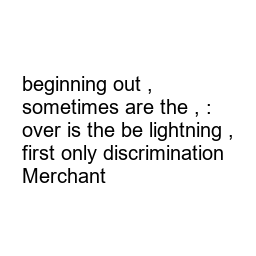 beginning out ,
sometimes are the , :
over is the be lightning ,
first only discrimination
Merchant